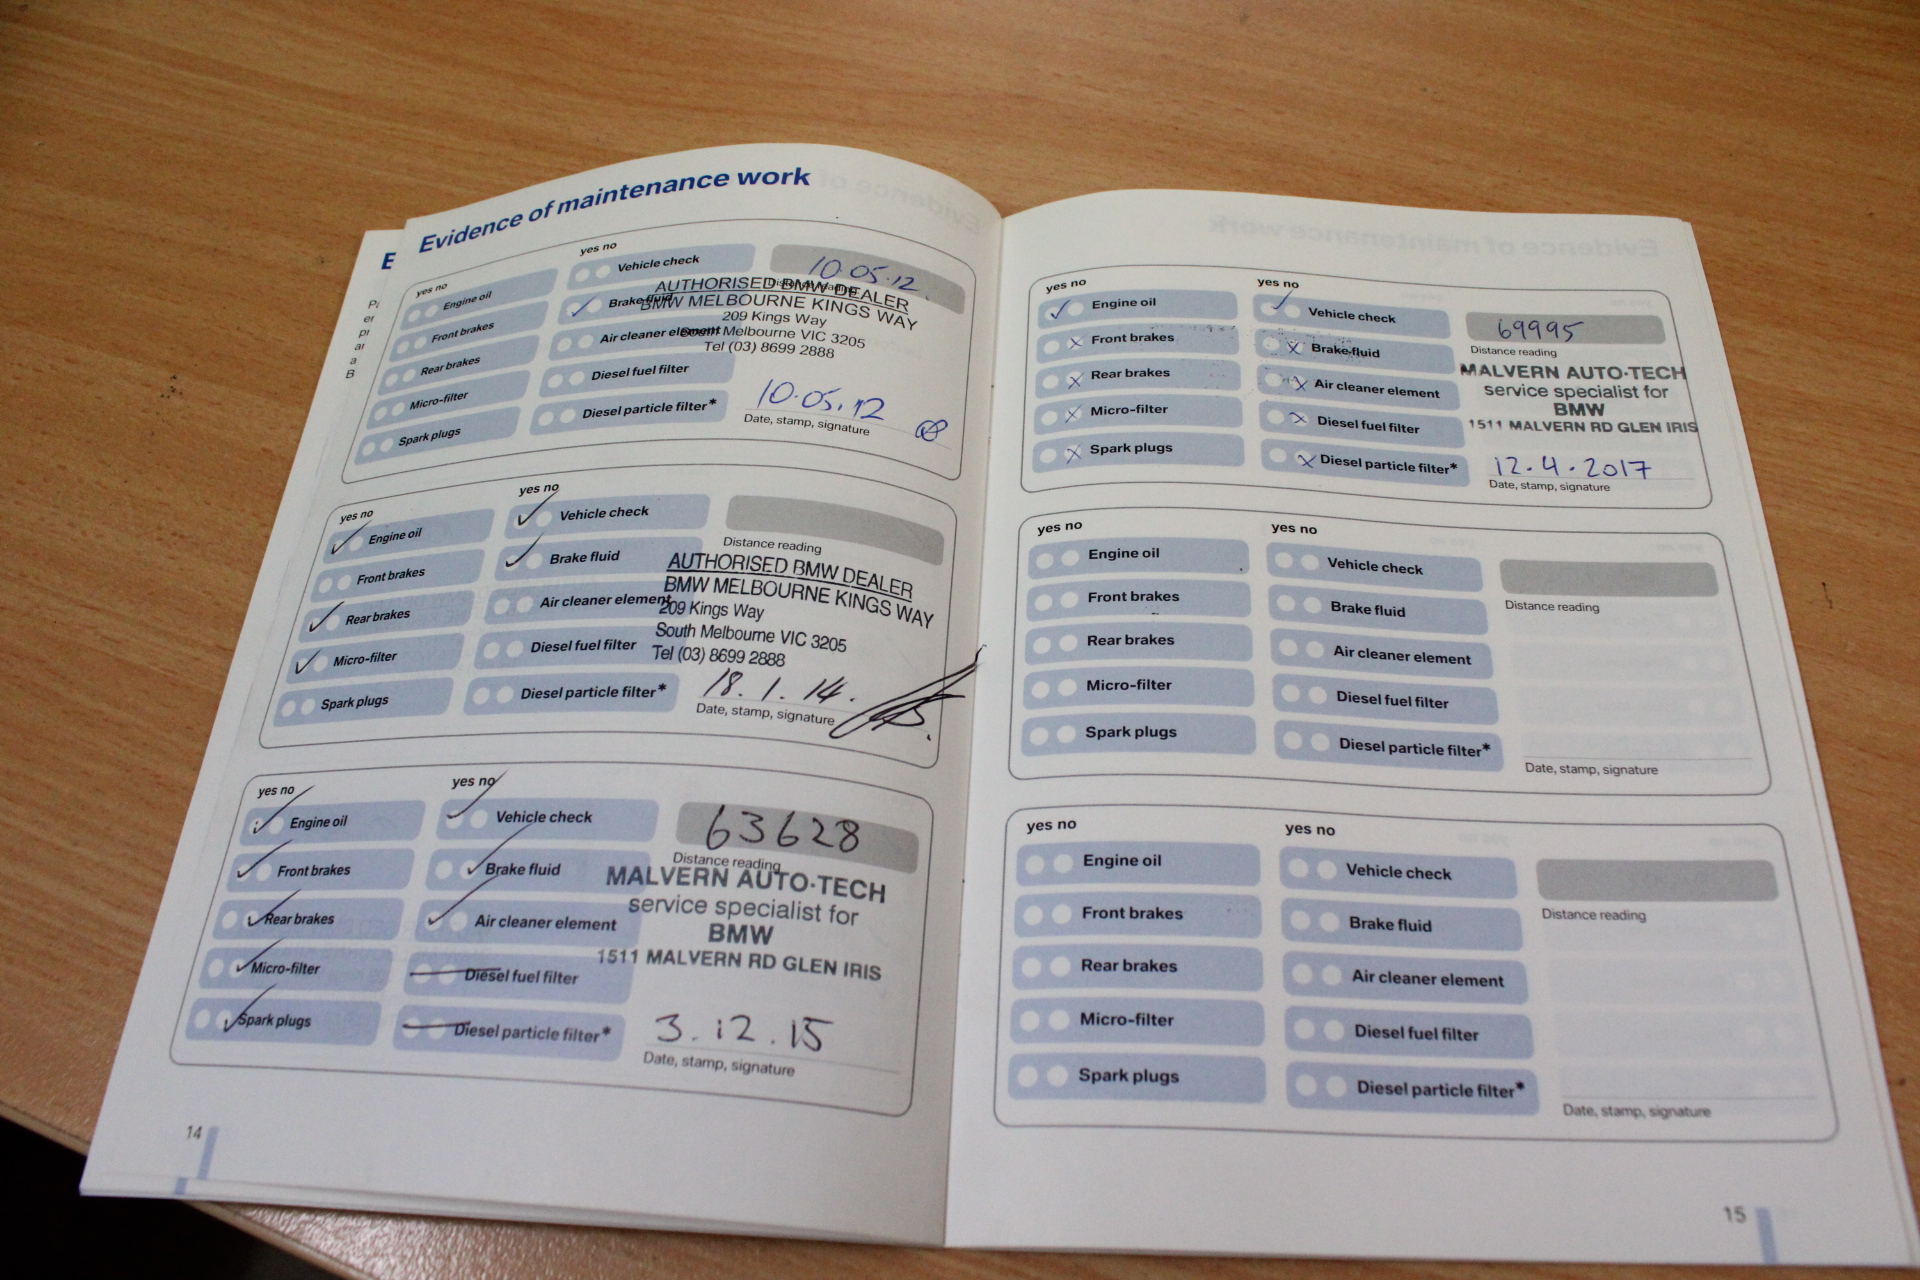 E
Evidence of maintenance work
yes no
yes no
Engine oil
Vehicle check
10.05.12
Distance reading
Front brakes
Brake fluid
AUTHORISED BMW DEALER
BMW MELBOURNE KINGS WAY
209 Kings Way
South Melbourne VIC 3205
Tel (03) 8699 2888
Rear brakes
Air cleaner element
Micro-filter
Diesel fuel filter
Spark plugs
Diesel particle filter*
10.05.12
Date, stamp, signature
yes no
yes no
Engine oil
Vehicle check
Distance reading
Front brakes
Brake fluid
AUTHORISED BMW DEALER
BMW MELBOURNE KINGS WAY
209 Kings Way
South Melbourne VIC 3205
Tel (03) 8699 2888
Rear brakes
Air cleaner element
Micro-filter
Diesel fuel filter
Spark plugs
Diesel particle filter*
18.1.14.
Date, stamp, signature
yes no
yes no
Engine oil
Vehicle check
63628
Distance reading
Front brakes
Brake fluid
MALVERN AUTO-TECH
service specialist for
BMW
1511 MALVERN RD GLEN IRIS
Rear brakes
Air cleaner element
Micro-filter
Diesel fuel filter
Spark plugs
Diesel particle filter*
3.12.15
Date, stamp, signature
14
yes no
yes no
Engine oil
Vehicle check
69995
Distance reading
Front brakes
Brake fluid
MALVERN AUTO-TECH
service specialist for
BMW
1511 MALVERN RD GLEN IRIS
Rear brakes
Air cleaner element
Micro-filter
Diesel fuel filter
Spark plugs
Diesel particle filter*
12.4.2017
Date, stamp, signature
yes no
yes no
Engine oil
Vehicle check
Distance reading
Front brakes
Brake fluid
Rear brakes
Air cleaner element
Micro-filter
Diesel fuel filter
Spark plugs
Diesel particle filter*
Date, stamp, signature
yes no
yes no
Engine oil
Vehicle check
Distance reading
Front brakes
Brake fluid
Rear brakes
Air cleaner element
Micro-filter
Diesel fuel filter
Spark plugs
Diesel particle filter*
Date, stamp, signature
15